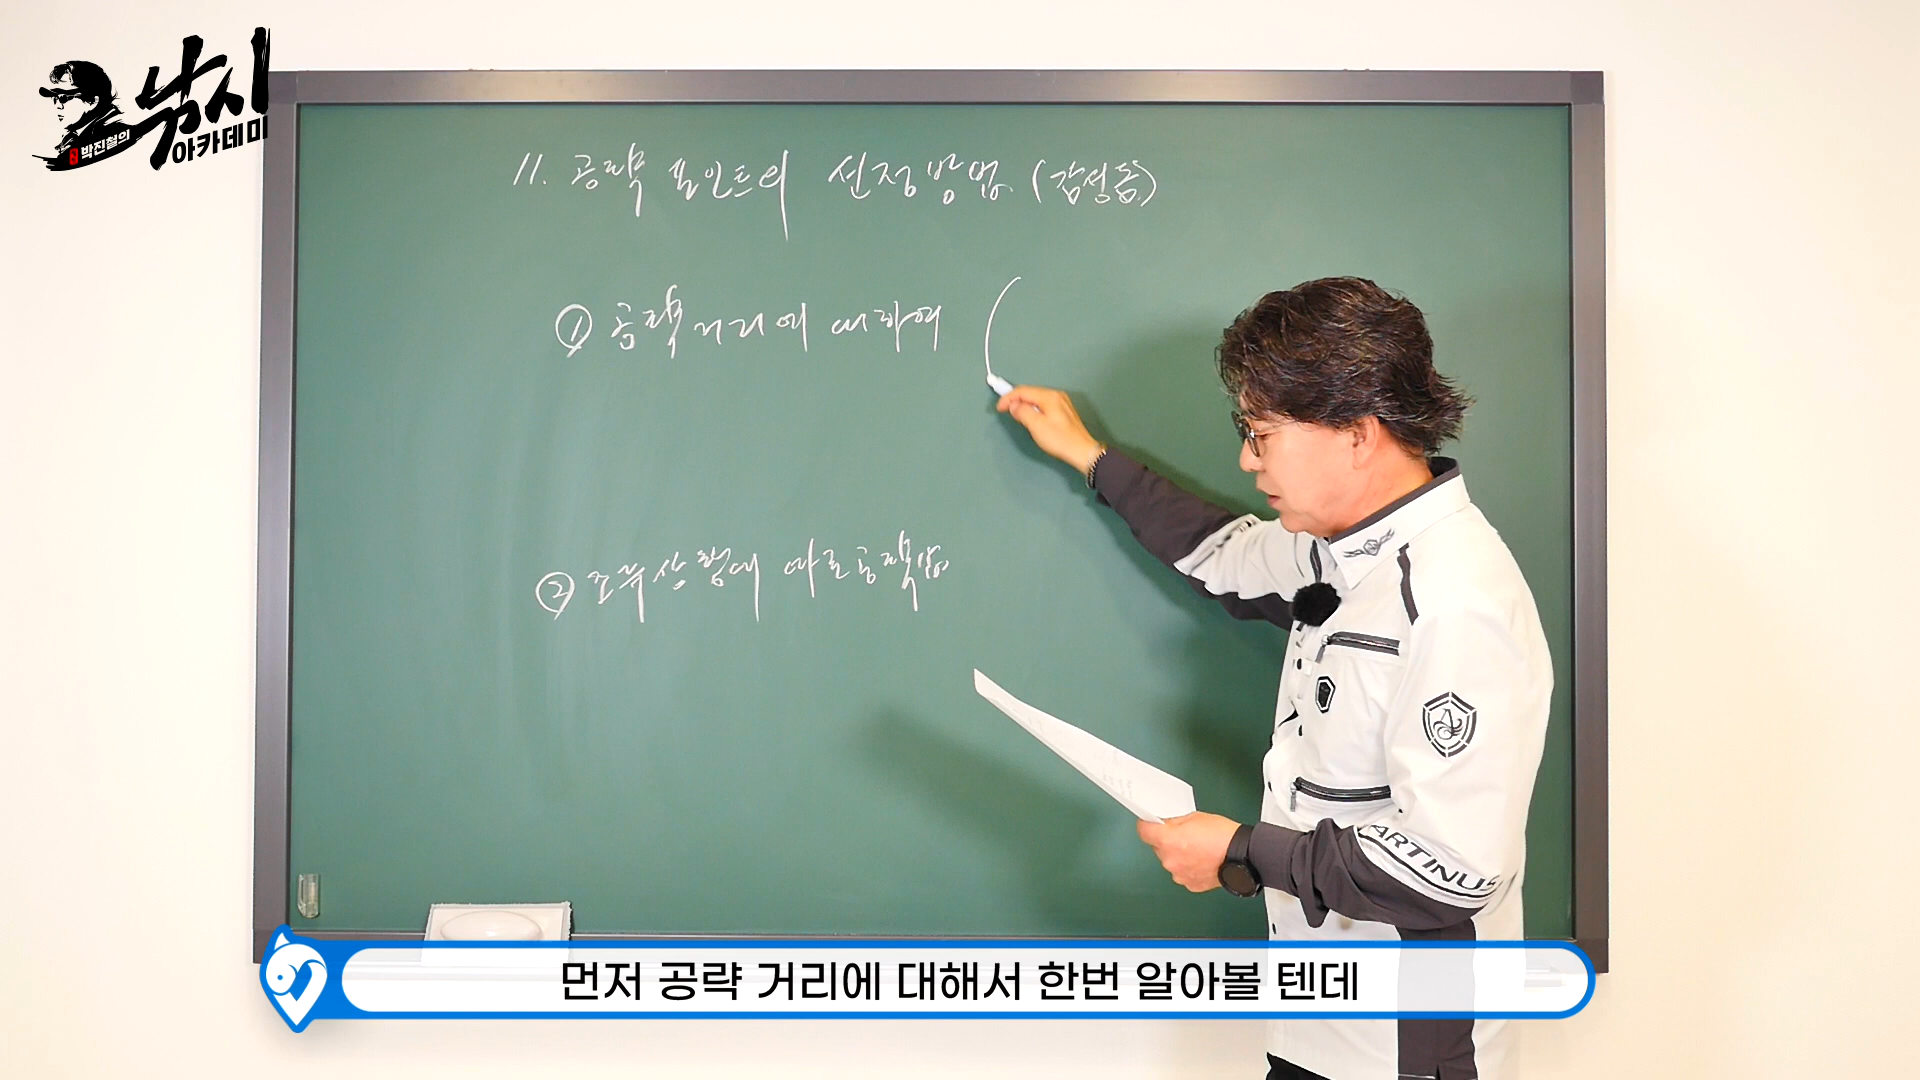 박진철의
낚시
아카데미
11. 공략 포인트의 선정방법 (감성돔)
① 공략거리에 대하여
② 조류상황에 따른 공략법
ARTINUS
먼저 공략 거리에 대해서 한번 알아볼 텐데